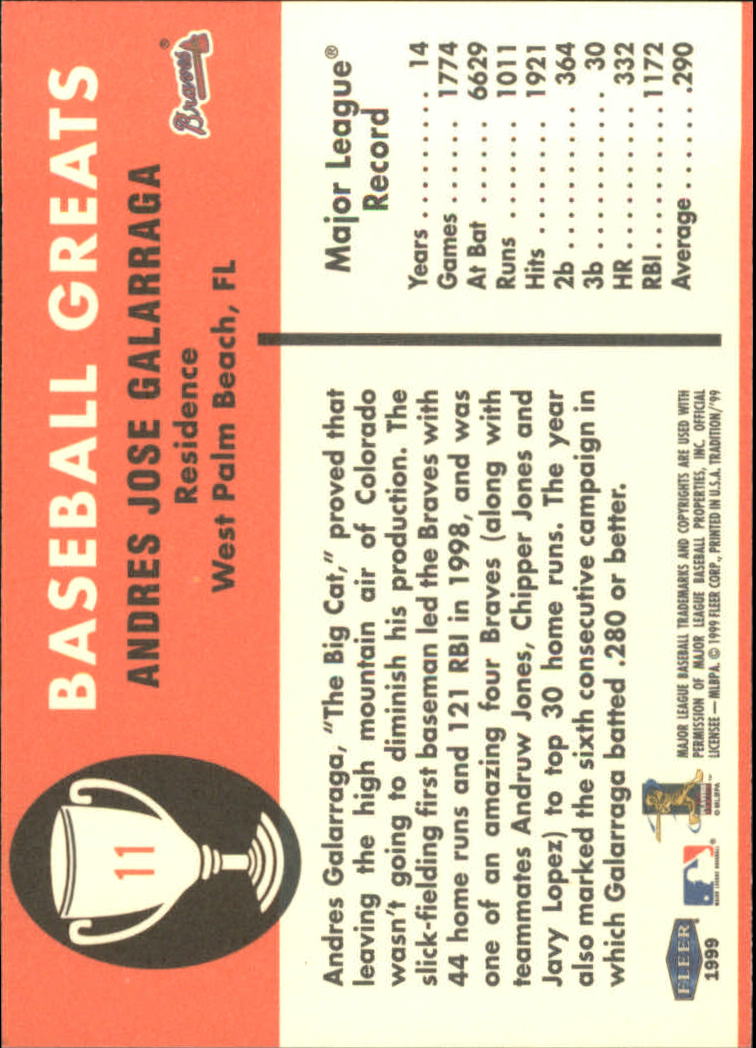 11
BASEBALL GREATS
ANDRES JOSE GALARRAGA
Residence
West Palm Beach, FL
Braves®
Andres Galarraga, "The Big Cat," proved that
leaving the high mountain air of Colorado
wasn't going to diminish his production. The
slick-fielding first baseman led the Braves with
44 home runs and 121 RBI in 1998, and was
one of an amazing four Braves (along with
teammates Andruw Jones, Chipper Jones and
Javy Lopez) to top 30 home runs. The year
also marked the sixth consecutive campaign in
which Galarraga batted .280 or better.
Major League®
Record
Years . . . . . . . . . . 14
Games . . . . . . 1774
At Bat . . . . . . 6629
Runs . . . . . . . 1011
Hits . . . . . . . . 1921
2b . . . . . . . . . . 364
3b . . . . . . . . . . . 30
HR . . . . . . . . . . 332
RBI . . . . . . . . . 1172
Average . . . . . . .290
FLEER
1999
MAJOR LEAGUE BASEBALL
PLAYERS
© MLBPA
MAJOR LEAGUE BASEBALL TRADEMARKS AND COPYRIGHTS ARE USED WITH
PERMISSION OF MAJOR LEAGUE BASEBALL PROPERTIES, INC. OFFICIAL
LICENSEE — MLBPA. © 1999 FLEER CORP., PRINTED IN U.S.A. TRADITION/'99